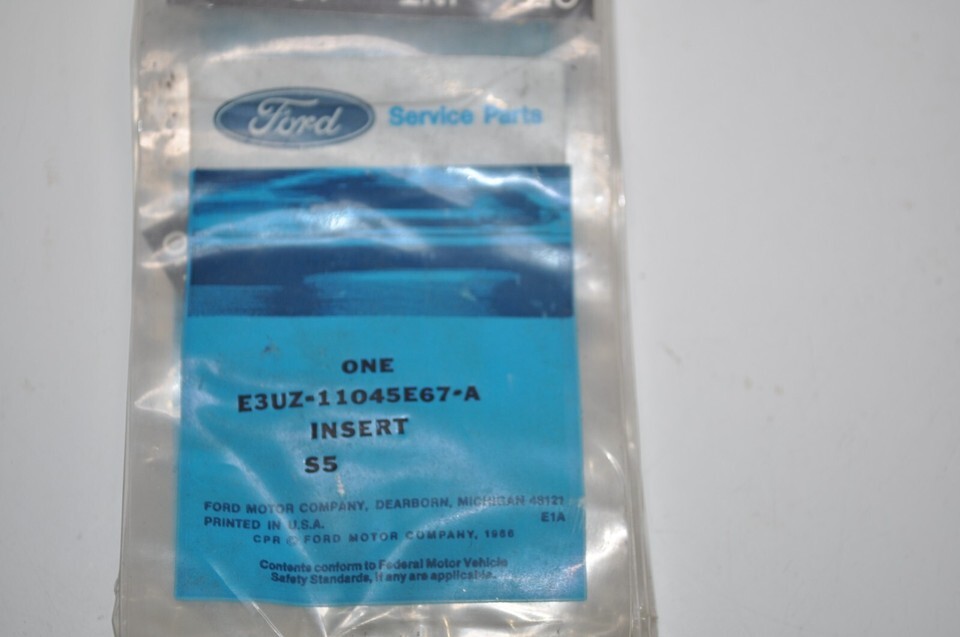 Ford Service Parts
ONE
E3UZ-11045E67-A
INSERT
S5
FORD MOTOR COMPANY, DEARBORN, MICHIGAN 48121
PRINTED IN U.S.A. E1A
CPR © FORD MOTOR COMPANY, 1986
Contents conform to Federal Motor Vehicle
Safety Standards, if any are applicable.